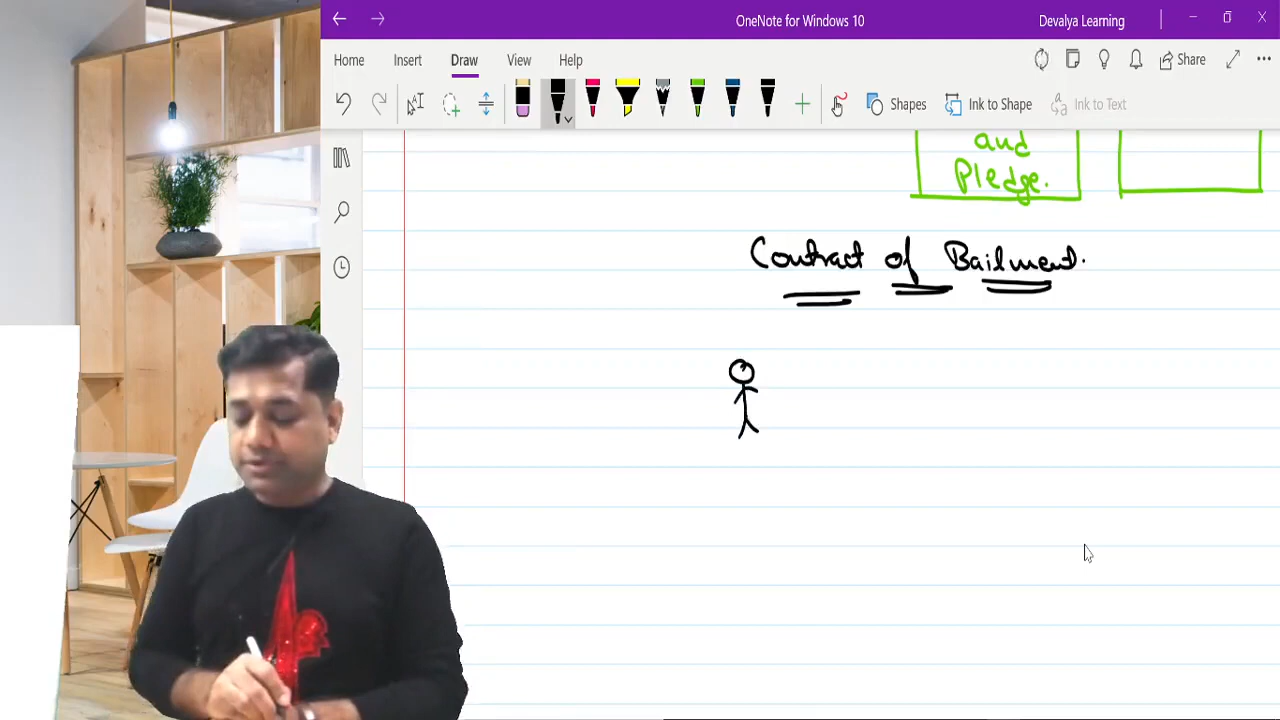 OneNote for Windows 10
Devalya Learning
Home Insert Draw View Help
Share
Shapes Ink to Shape Ink to Text
and
Pledge.
Contract of Bailment.